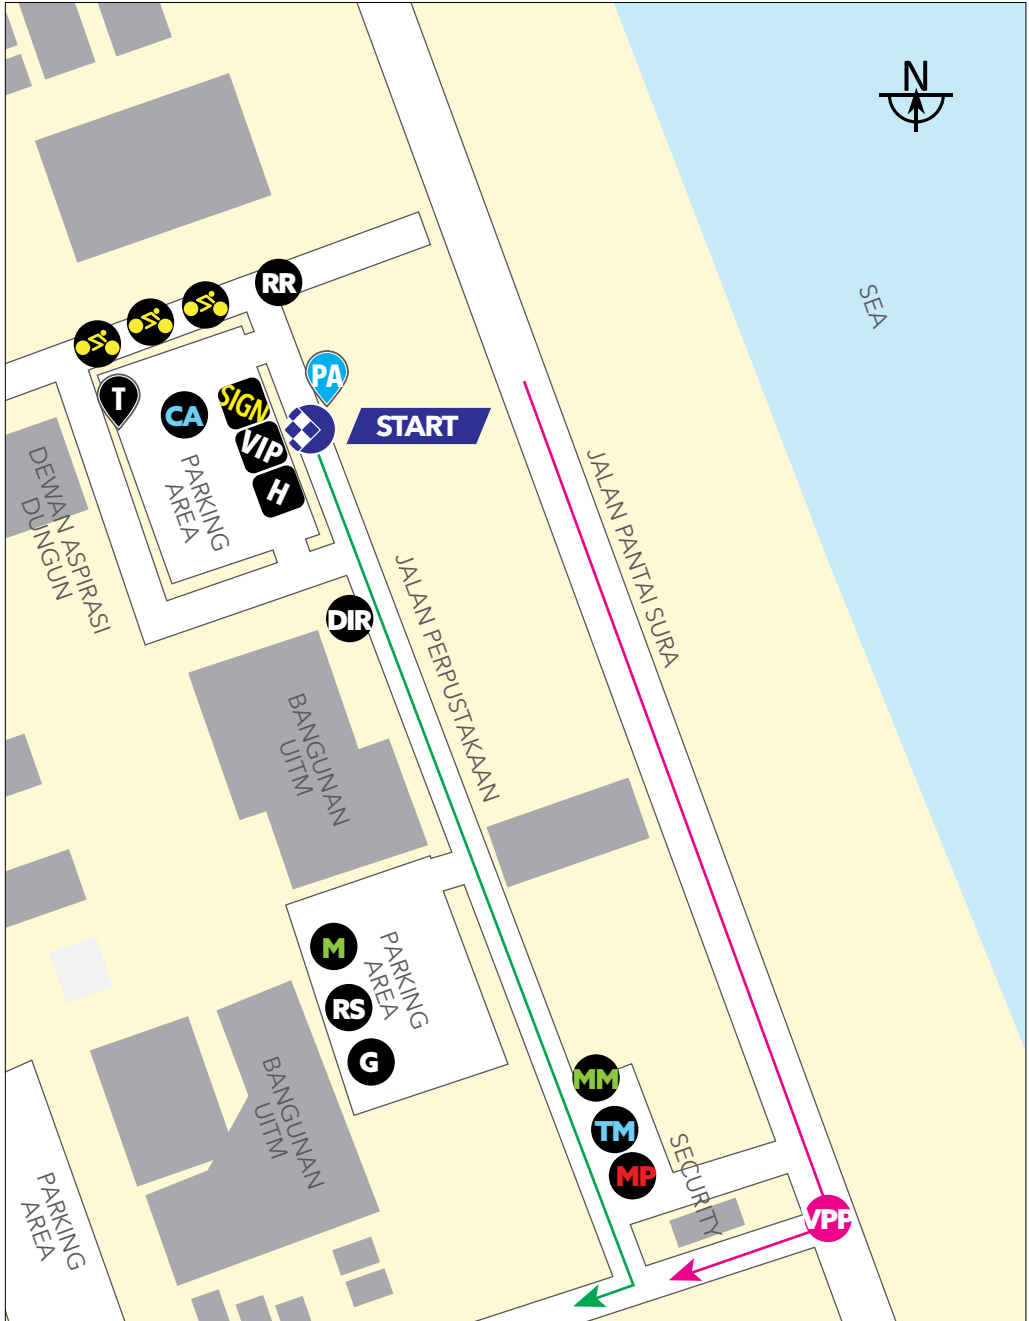 N
SEA
RR
PA
T
CA
SIGN
VIP
H
START
PARKING
AREA
DEWAN ASPIRASI
DUNGUN
JALAN PANTAI SURA
JALAN PERPUSTAKAAN
DIR
BANGUNAN
UITM
M
RS
G
PARKING
AREA
BANGUNAN
UITM
MM
TM
MP
SECURITY
VPP
PARKING
AREA